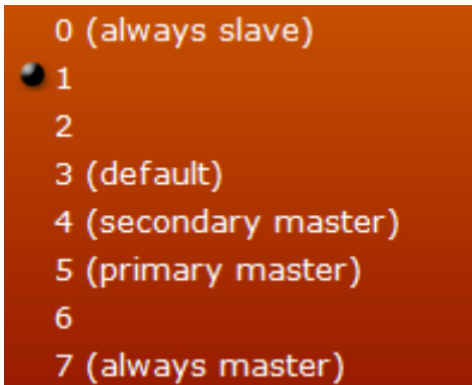 0 (always slave)
1
2
3 (default)
4 (secondary master)
5 (primary master)
6
7 (always master)